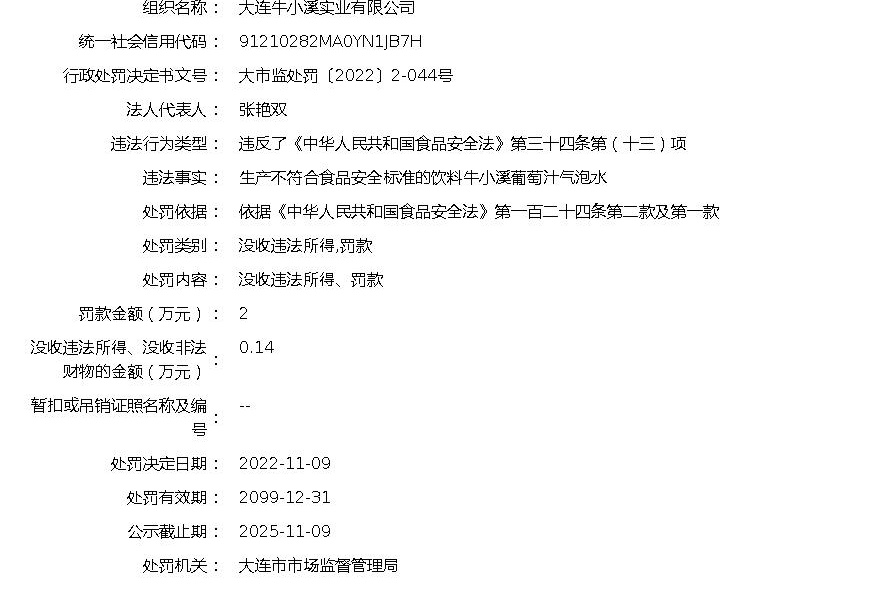 组织名称： 大连牛小溪实业有限公司
统一社会信用代码： 91210282MA0YN1JB7H
行政处罚决定书文号： 大市监处罚〔2022〕2-044号
法人代表人： 张艳双
违法行为类型： 违反了《中华人民共和国食品安全法》第三十四条第（十三）项
违法事实： 生产不符合食品安全标准的饮料牛小溪葡萄汁气泡水
处罚依据： 依据《中华人民共和国食品安全法》第一百二十四条第二款及第一款
处罚类别： 没收违法所得,罚款
处罚内容： 没收违法所得、罚款
罚款金额（万元）： 2
没收违法所得、没收非法
财物的金额（万元）： 0.14
暂扣或吊销证照名称及编
号： --
处罚决定日期： 2022-11-09
处罚有效期： 2099-12-31
公示截止期： 2025-11-09
处罚机关： 大连市市场监督管理局